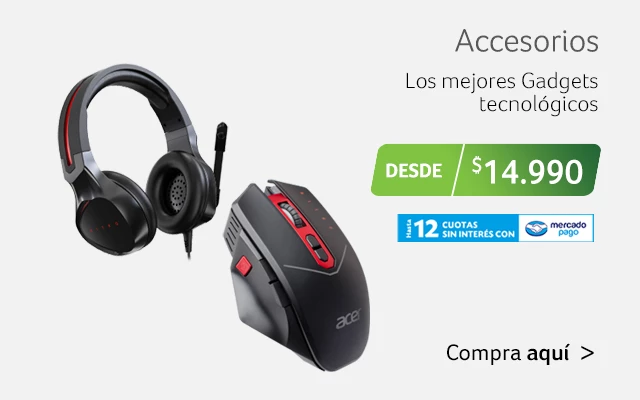 Accesorios
Los mejores Gadgets
tecnológicos
DESDE $14.990
Hasta 12 CUOTAS
SIN INTERÉS CON
mercado
pago
acer
Compra aquí >